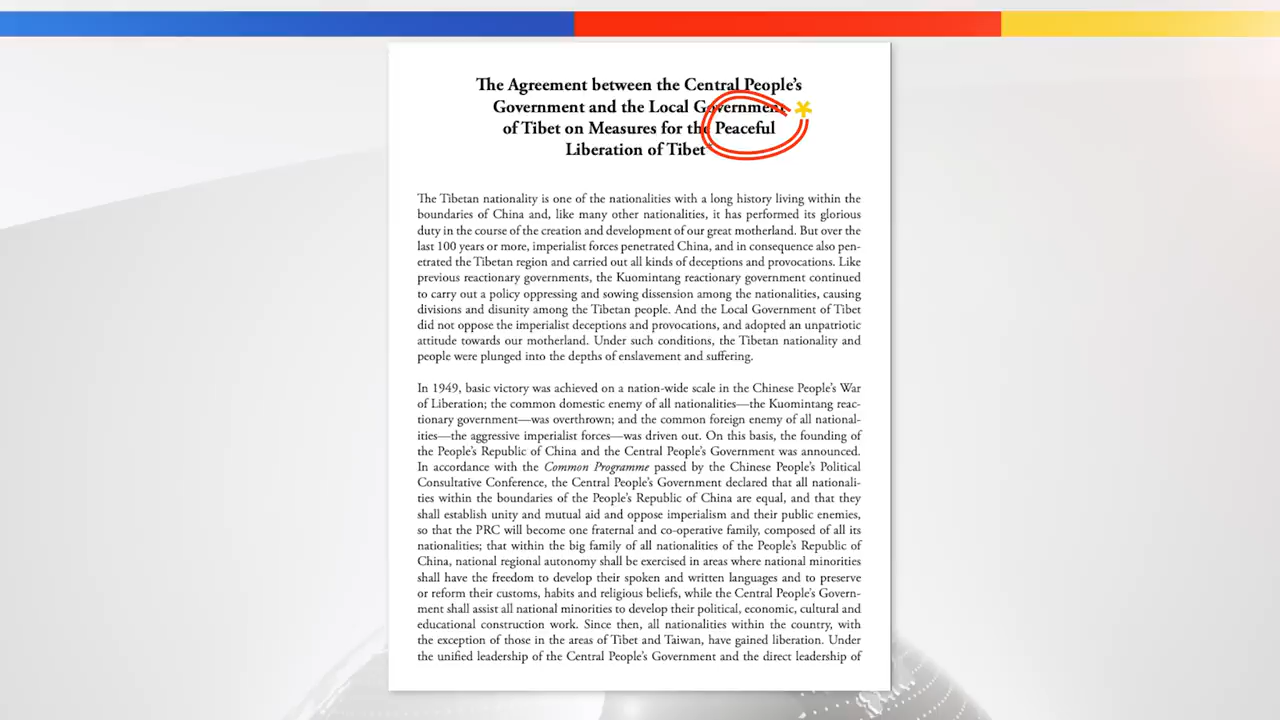 The Agreement between the Central People's
Government and the Local Government
of Tibet on Measures for the Peaceful
Liberation of Tibet
The Tibetan nationality is one of the nationalities with a long history living within the
boundaries of China and, like many other nationalities, it has performed its glorious
duty in the course of the creation and development of our great motherland. But over the
last 100 years or more, imperialist forces penetrated China, and in consequence also pen-
etrated the Tibetan region and carried out all kinds of deceptions and provocations. Like
previous reactionary governments, the Kuomintang reactionary government continued
to carry out a policy oppressing and sowing dissension among the nationalities, causing
divisions and disunity among the Tibetan people. And the Local Government of Tibet
did not oppose the imperialist deceptions and provocations, and adopted an unpatriotic
attitude towards our motherland. Under such conditions, the Tibetan nationality and
people were plunged into the depths of enslavement and suffering.
In 1949, basic victory was achieved on a nation-wide scale in the Chinese People's War
of Liberation; the common domestic enemy of all nationalities—the Kuomintang reac-
tionary government—was overthrown; and the common foreign enemy of all national-
ities—the aggressive imperialist forces—was driven out. On this basis, the founding of
the People's Republic of China and the Central People's Government was announced.
In accordance with the Common Programme passed by the Chinese People's Political
Consultative Conference, the Central People's Government declared that all nationali-
ties within the boundaries of the People's Republic of China are equal, and that they
shall establish unity and mutual aid and oppose imperialism and their public enemies,
so that the PRC will become one fraternal and co-operative family, composed of all its
nationalities; that within the big family of all nationalities of the People's Republic of
China, national regional autonomy shall be exercised in areas where national minorities
shall have the freedom to develop their spoken and written languages and to preserve
or reform their customs, habits and religious beliefs, while the Central People's Govern-
ment shall assist all national minorities to develop their political, economic, cultural and
educational construction work. Since then, all nationalities within the country, with
the exception of those in the areas of Tibet and Taiwan, have gained liberation. Under
the unified leadership of the Central People's Government and the direct leadership of